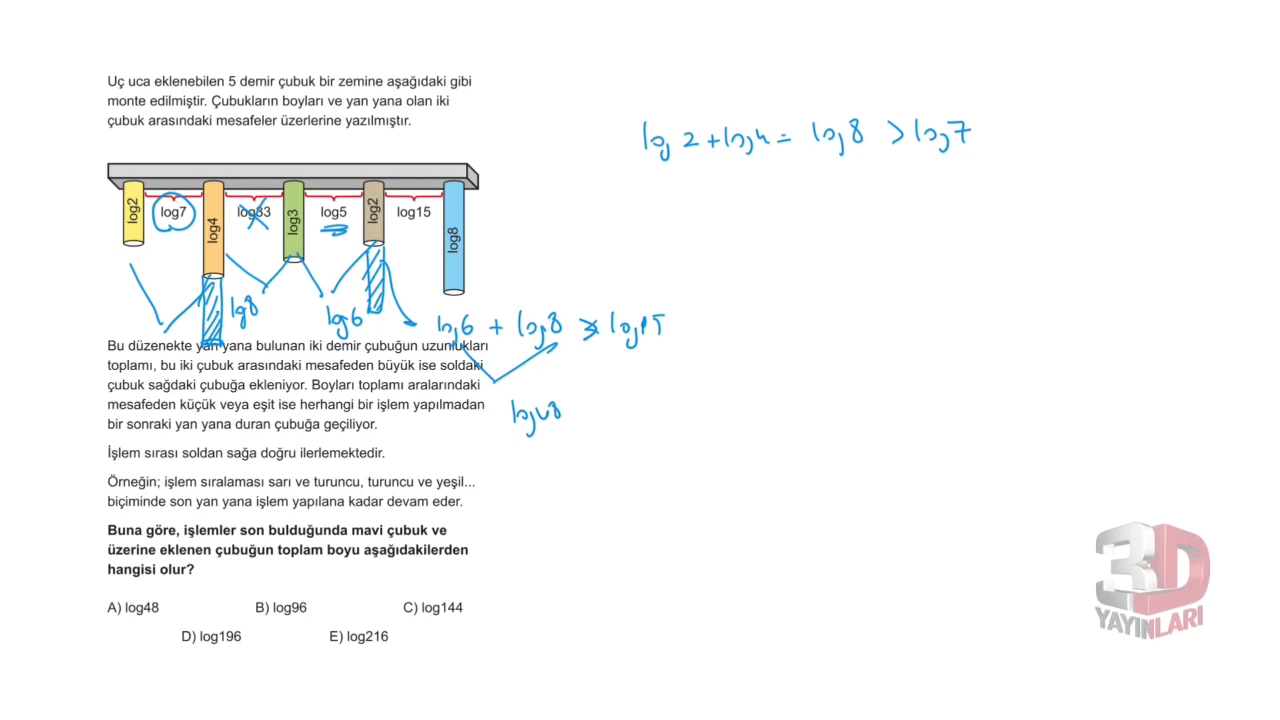 Uç uca eklenebilen 5 demir çubuk bir zemine aşağıdaki gibi
monte edilmiştir. Çubukların boyları ve yan yana olan iki
çubuk arasındaki mesafeler üzerlerine yazılmıştır.
log2 + log4 = log8 > log7
log2 log7 log4 log33 log3 log5 log2 log15 log8
log8 log6 log6 + log8 > log15
log48
Bu düzenekte yan yana bulunan iki demir çubuğun uzunlukları
toplamı, bu iki çubuk arasındaki mesafeden büyük ise soldaki
çubuk sağdaki çubuğa ekleniyor. Boyları toplamı aralarındaki
mesafeden küçük veya eşit ise herhangi bir işlem yapılmadan
bir sonraki yan yana duran çubuğa geçiliyor.
İşlem sırası soldan sağa doğru ilerlemektedir.
Örneğin; işlem sıralaması sarı ve turuncu, turuncu ve yeşil...
biçiminde son yan yana işlem yapılana kadar devam eder.
Buna göre, işlemler son bulduğunda mavi çubuk ve
üzerine eklenen çubuğun toplam boyu aşağıdakilerden
hangisi olur?
A) log48 B) log96 C) log144
D) log196 E) log216
3D
YAYINLARI